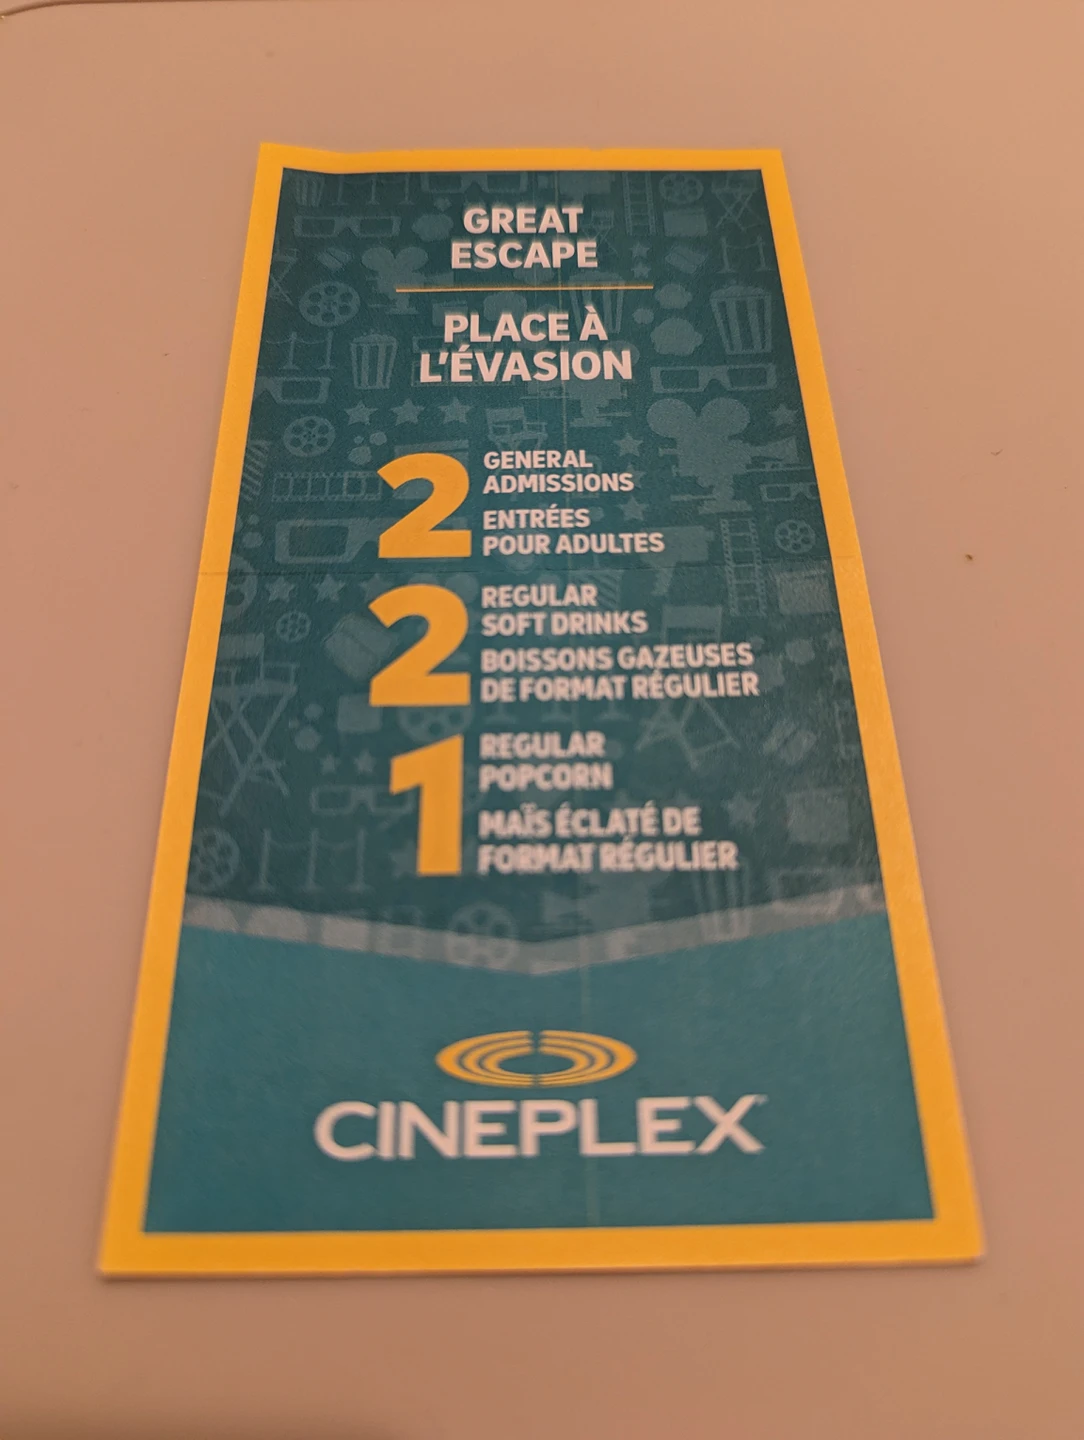 GREAT
ESCAPE
PLACE À
L'ÉVASION
2
GENERAL
ADMISSIONS
ENTRÉES
POUR ADULTES
2
REGULAR
SOFT DRINKS
BOISSONS GAZEUSES
DE FORMAT RÉGULIER
1
REGULAR
POPCORN
MAÏS ÉCLATÉ DE
FORMAT RÉGULIER
CINEPLEX